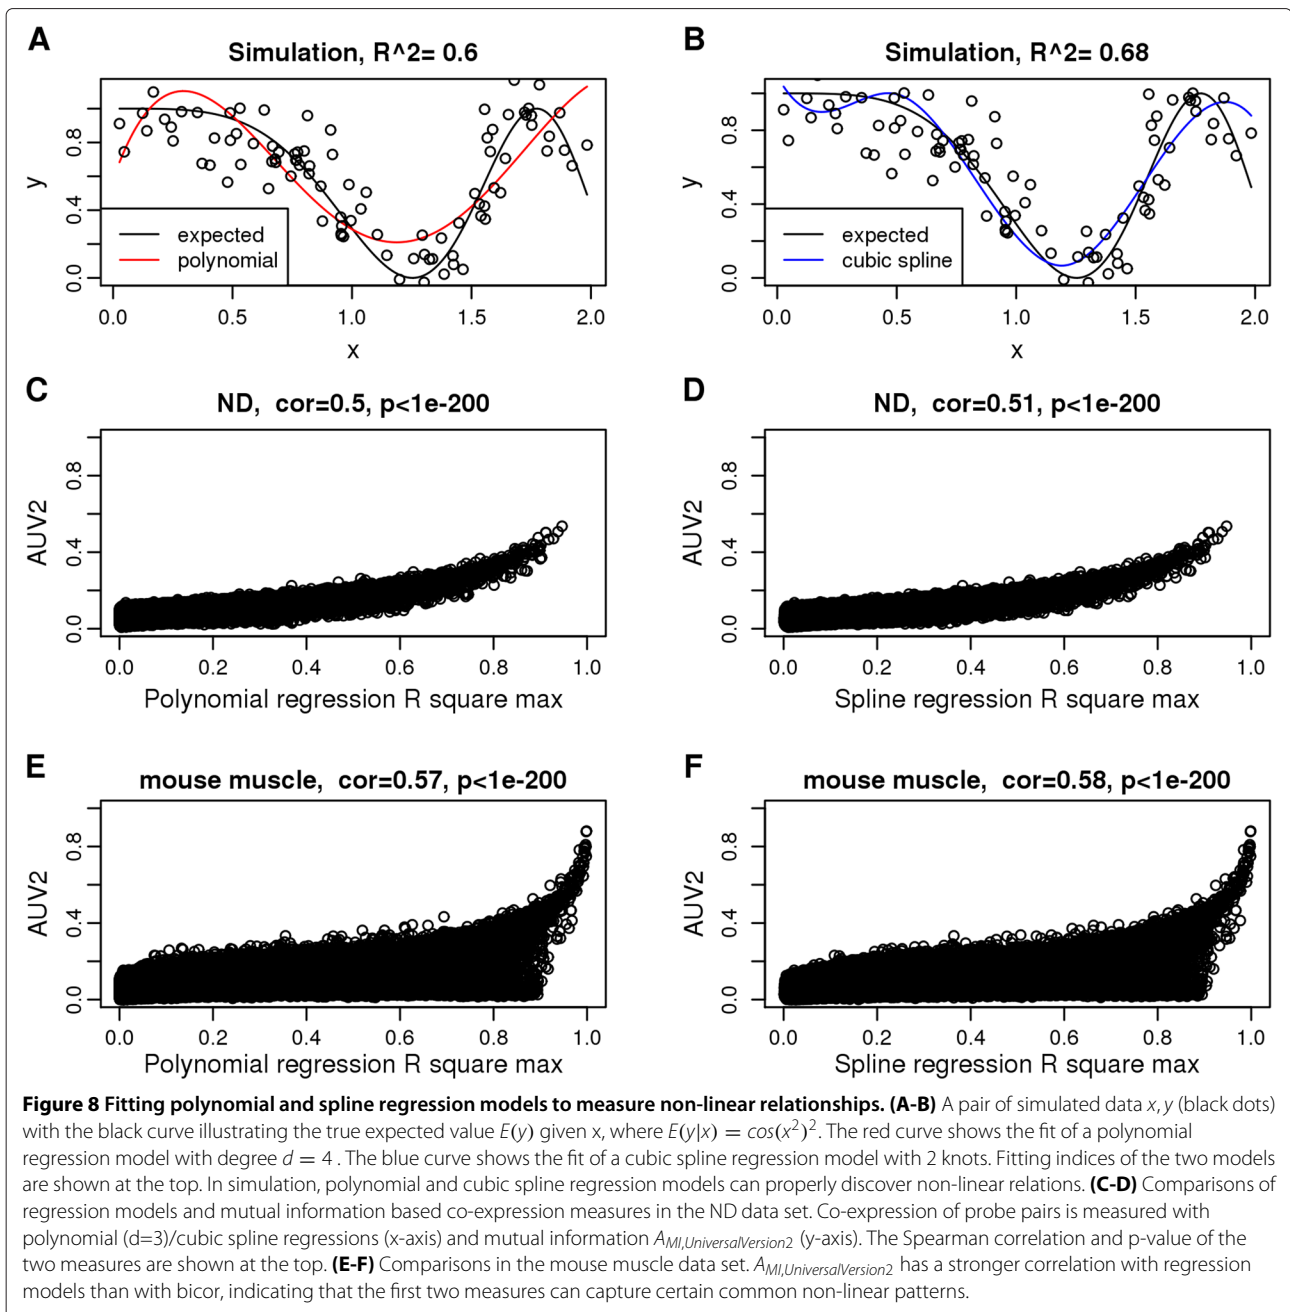 A
Simulation, R^2= 0.6
y
0.0 0.4 0.8
expected
polynomial
0.0 0.5 1.0 1.5 2.0
x
B
Simulation, R^2= 0.68
y
0.0 0.4 0.8
expected
cubic spline
0.0 0.5 1.0 1.5 2.0
x
C
ND, cor=0.5, p<1e-200
AUV2
0.0 0.4 0.8
0.0 0.2 0.4 0.6 0.8 1.0
Polynomial regression R square max
D
ND, cor=0.51, p<1e-200
AUV2
0.0 0.4 0.8
0.0 0.2 0.4 0.6 0.8 1.0
Spline regression R square max
E
mouse muscle, cor=0.57, p<1e-200
AUV2
0.0 0.4 0.8
0.0 0.2 0.4 0.6 0.8 1.0
Polynomial regression R square max
F
mouse muscle, cor=0.58, p<1e-200
AUV2
0.0 0.4 0.8
0.0 0.2 0.4 0.6 0.8 1.0
Spline regression R square max
Figure 8 Fitting polynomial and spline regression models to measure non-linear relationships. (A-B) A pair of simulated data x, y (black dots)
with the black curve illustrating the true expected value E(y) given x, where E(y|x) = cos(x²)². The red curve shows the fit of a polynomial
regression model with degree d = 4 . The blue curve shows the fit of a cubic spline regression model with 2 knots. Fitting indices of the two models
are shown at the top. In simulation, polynomial and cubic spline regression models can properly discover non-linear relations. (C-D) Comparisons of
regression models and mutual information based co-expression measures in the ND data set. Co-expression of probe pairs is measured with
polynomial (d=3)/cubic spline regressions (x-axis) and mutual information A_MI,UniversalVersion2 (y-axis). The Spearman correlation and p-value of the
two measures are shown at the top. (E-F) Comparisons in the mouse muscle data set. A_MI,UniversalVersion2 has a stronger correlation with regression
models than with bicor, indicating that the first two measures can capture certain common non-linear patterns.